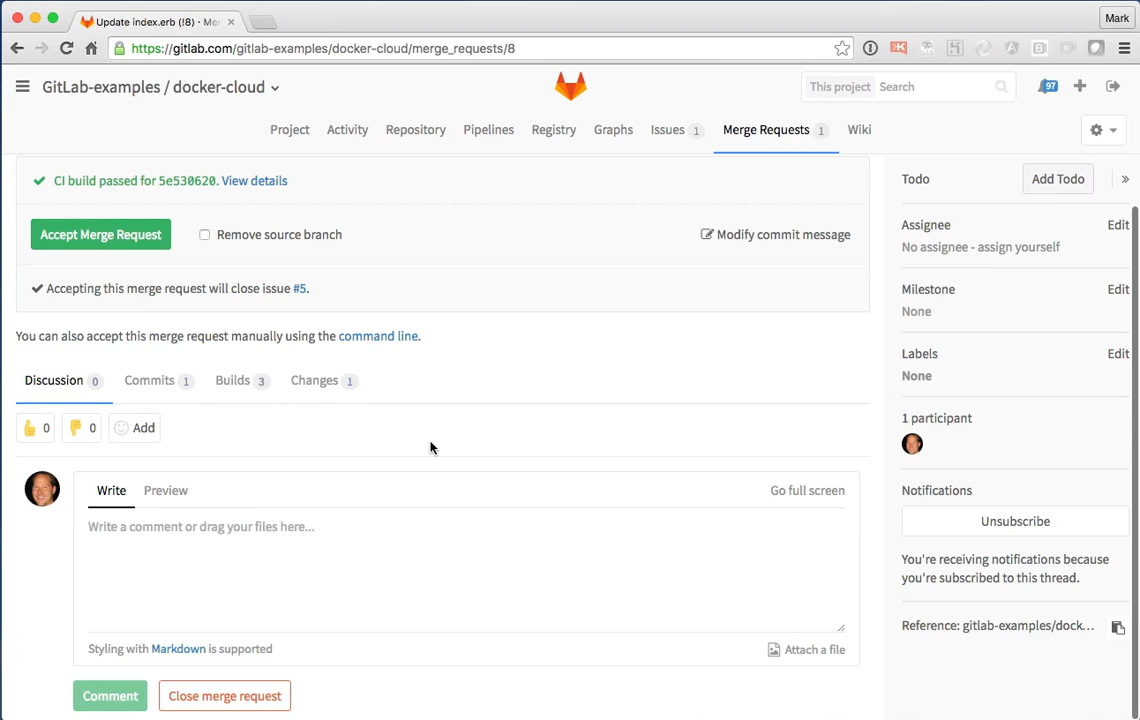 Update index.erb (!8) · Me
Mark
https://gitlab.com/gitlab-examples/docker-cloud/merge_requests/8
GitLab-examples / docker-cloud
This project Search
97
Project Activity Repository Pipelines Registry Graphs Issues 1 Merge Requests 1 Wiki
CI build passed for 5e530620. View details
Accept Merge Request Remove source branch Modify commit message
Accepting this merge request will close issue #5.
You can also accept this merge request manually using the command line.
Discussion 0 Commits 1 Builds 3 Changes 1
0 0 Add
Write Preview Go full screen
Write a comment or drag your files here...
Styling with Markdown is supported Attach a file
Comment Close merge request
Todo Add Todo »
Assignee Edit
No assignee - assign yourself
Milestone Edit
None
Labels Edit
None
1 participant
Notifications
Unsubscribe
You're receiving notifications because
you're subscribed to this thread.
Reference: gitlab-examples/dock...